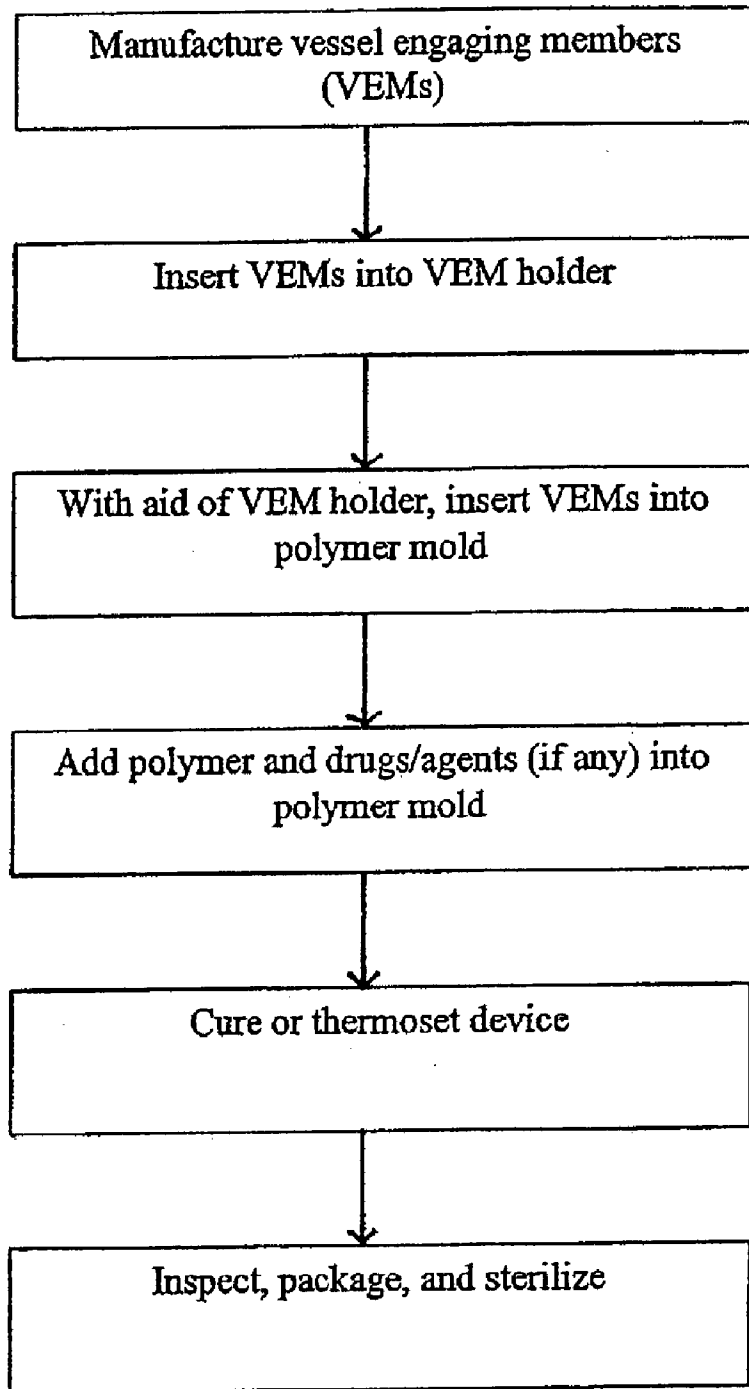 Manufacture vessel engaging members
(VEMs)
Insert VEMs into VEM holder
With aid of VEM holder, insert VEMs into
polymer mold
Add polymer and drugs/agents (if any) into
polymer mold
Cure or thermoset device
Inspect, package, and sterilize